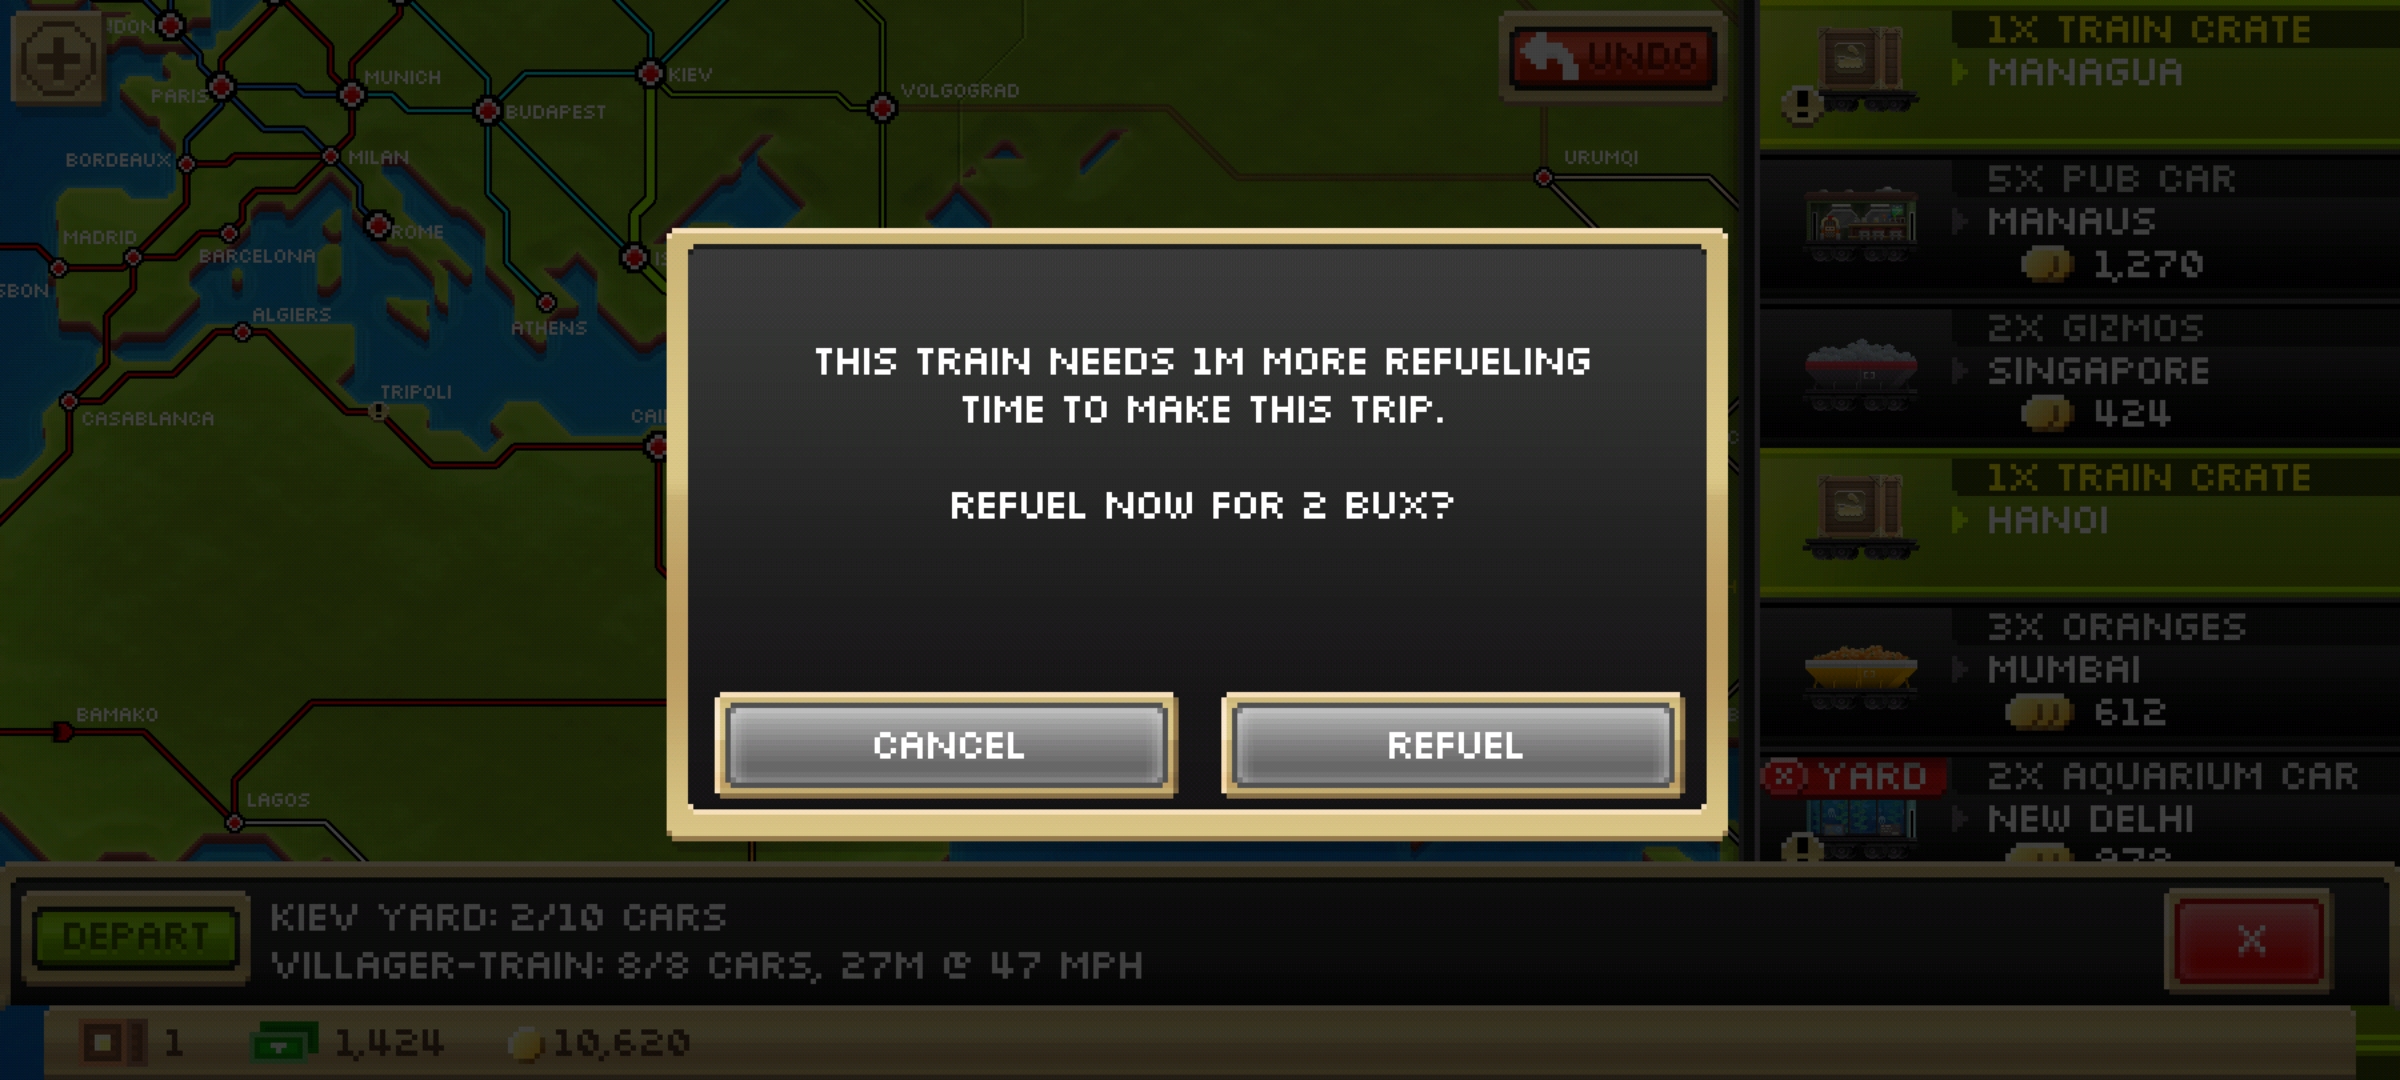 UNDO
MUNICH
PARIS
KIEV
BUDAPEST
VOLGOGRAD
BORDEAUX
MILAN
URUMQI
MADRID
ROME
BARCELONA
ALGIERS
ATHENS
TRIPOLI
CASABLANCA
BAMAKO
LAGOS
THIS TRAIN NEEDS 1M MORE REFUELING
TIME TO MAKE THIS TRIP.
REFUEL NOW FOR 2 BUX?
CANCEL
REFUEL
1X TRAIN CRATE
MANAGUA
5X PUB CAR
MANAUS
1,270
2X GIZMOS
SINGAPORE
424
1X TRAIN CRATE
HANOI
3X ORANGES
MUMBAI
612
X YARD
2X AQUARIUM CAR
NEW DELHI
DEPART
KIEV YARD: 2/10 CARS
VILLAGER-TRAIN: 8/8 CARS, 27M @ 47 MPH
X
1
1,424
10,620